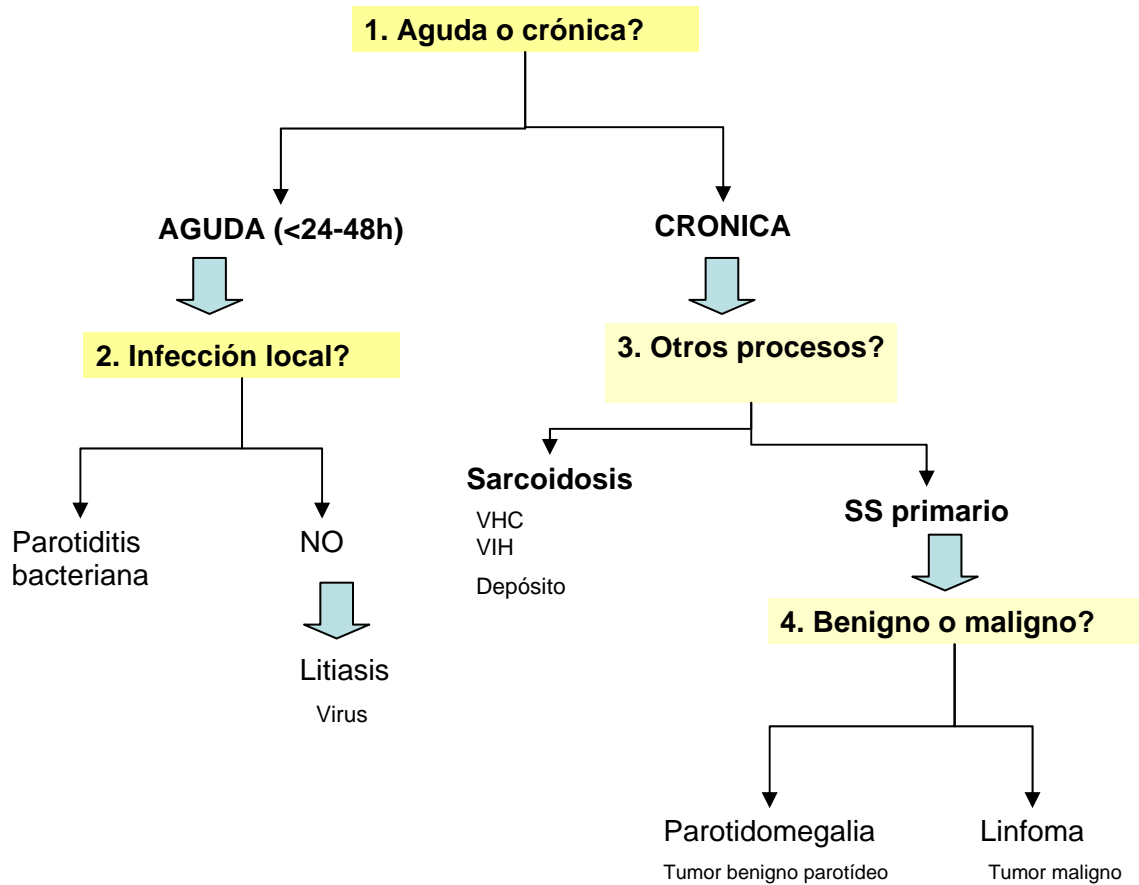 1. Aguda o crónica?
AGUDA (<24-48h)
CRONICA
2. Infección local?
3. Otros procesos?
Parotiditis
bacteriana
NO
Litiasis
Virus
Sarcoidosis
VHC
VIH
Depósito
SS primario
4. Benigno o maligno?
Parotidomegalia
Tumor benigno parotídeo
Linfoma
Tumor maligno